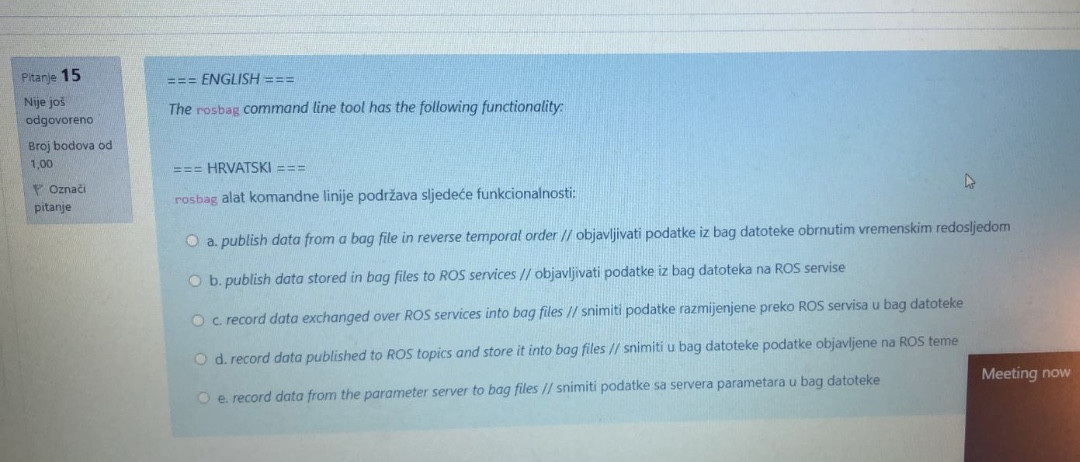 Pitanje 15
Nije još
odgovoreno
Broj bodova od
1,00
Označi
pitanje
=== ENGLISH ===
The rosbag command line tool has the following functionality:
=== HRVATSKI ===
rosbag alat komandne linije podržava sljedeće funkcionalnosti:
a. publish data from a bag file in reverse temporal order // objavljivati podatke iz bag datoteke obrnutim vremenskim redosljedom
b. publish data stored in bag files to ROS services // objavljivati podatke iz bag datoteka na ROS servise
c. record data exchanged over ROS services into bag files // snimiti podatke razmijenjene preko ROS servisa u bag datoteke
d. record data published to ROS topics and store it into bag files // snimiti u bag datoteke podatke objavljene na ROS teme
e. record data from the parameter server to bag files // snimiti podatke sa servera parametara u bag datoteke
Meeting now